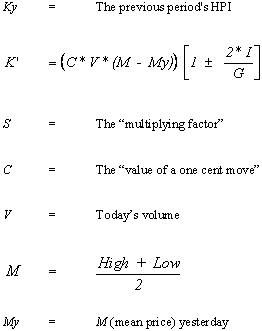 Ky = The previous period's HPI
K' = (C * V * (M - My)) [1 ± 2 * I / G]
S = The “multiplying factor”
C = The “value of a one cent move”
V = Today’s volume
M = High + Low / 2
My = M (mean price) yesterday